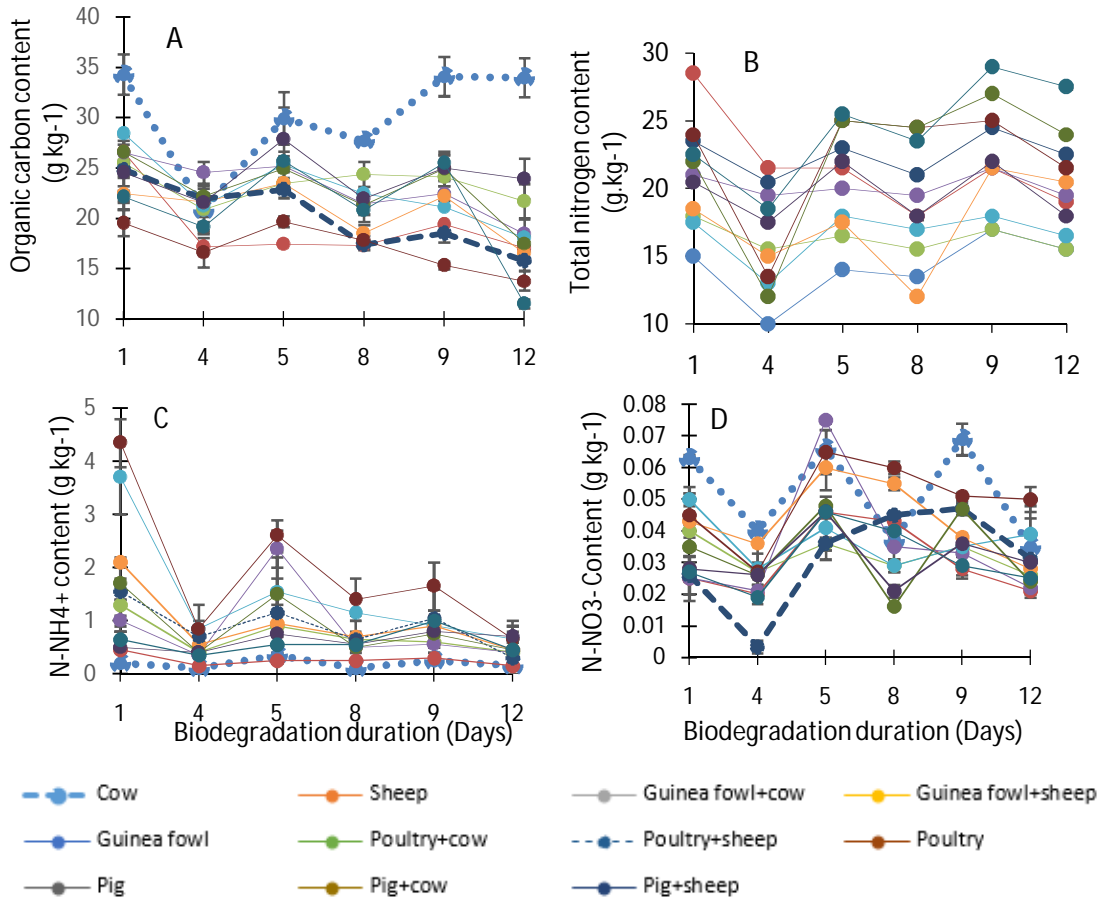 A
Organic carbon content
(g kg-1)
40
35
30
25
20
15
10
1 4 5 8 9 12
B
Total nitrogen content
(g.kg-1)
30
25
20
15
10
1 4 5 8 9 12
C
N-NH4+ content (g kg-1)
5
4
3
2
1
0
1 4 5 8 9 12
Biodegradation duration (Days)
D
N-NO3- Content (g kg-1)
0.08
0.07
0.06
0.05
0.04
0.03
0.02
0.01
0
1 4 5 8 9 12
Biodegradation duration (Days)
Cow Sheep Guinea fowl+cow Guinea fowl+sheep
Guinea fowl Poultry+cow Poultry+sheep Poultry
Pig Pig+cow Pig+sheep